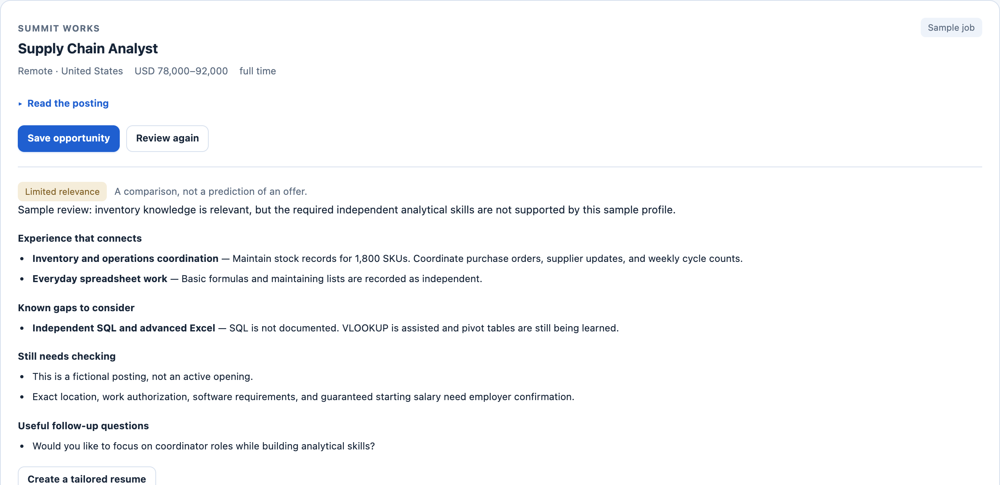 SUMMIT WORKS
Sample job
Supply Chain Analyst
Remote · United States USD 78,000–92,000 full time
▸ Read the posting
Save opportunity Review again
Limited relevance A comparison, not a prediction of an offer.
Sample review: inventory knowledge is relevant, but the required independent analytical skills are not supported by this sample profile.
Experience that connects
• Inventory and operations coordination — Maintain stock records for 1,800 SKUs. Coordinate purchase orders, supplier updates, and weekly cycle counts.
• Everyday spreadsheet work — Basic formulas and maintaining lists are recorded as independent.
Known gaps to consider
• Independent SQL and advanced Excel — SQL is not documented. VLOOKUP is assisted and pivot tables are still being learned.
Still needs checking
• This is a fictional posting, not an active opening.
• Exact location, work authorization, software requirements, and guaranteed starting salary need employer confirmation.
Useful follow-up questions
• Would you like to focus on coordinator roles while building analytical skills?
Create a tailored resume